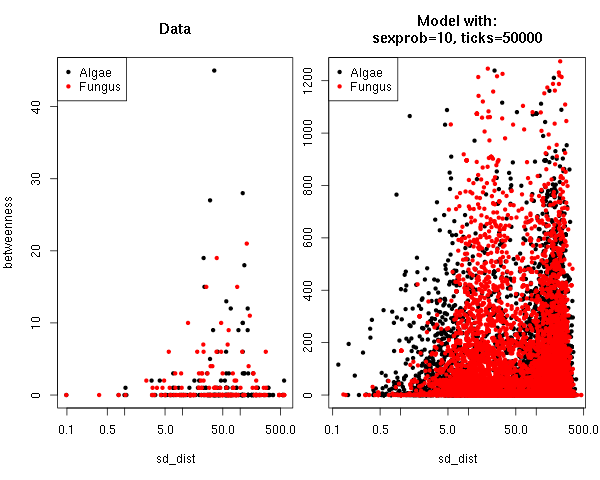 Data
Algae
Fungus
betweenness
0
10
20
30
40
0.1 0.5 5.0 50.0 500.0
sd_dist
Model with:
sexprob=10, ticks=50000
Algae
Fungus
0
200
400
600
800
1000
1200
0.1 0.5 5.0 50.0 500.0
sd_dist